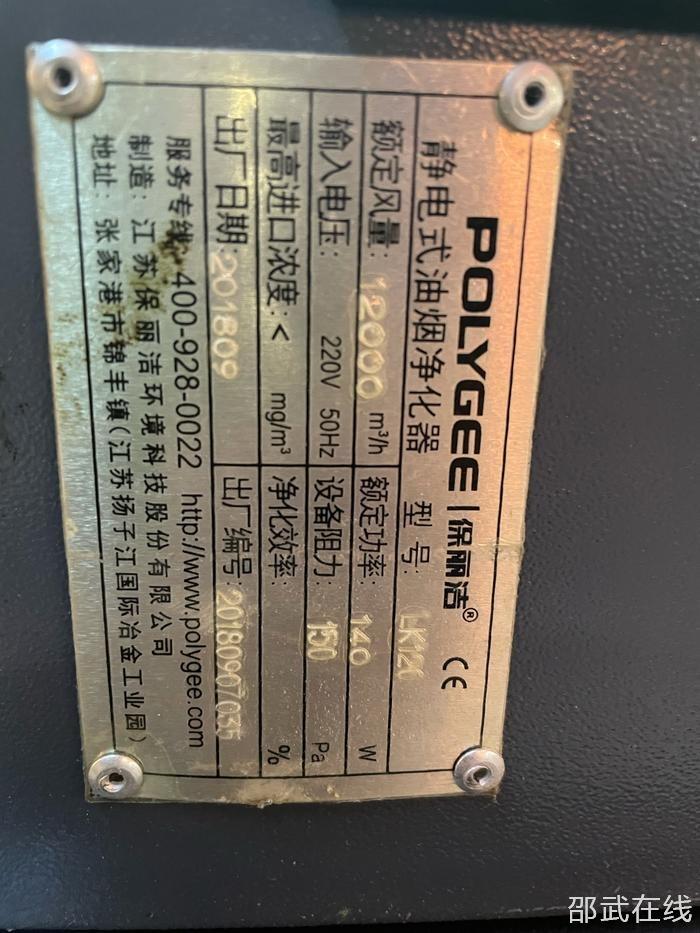 POLYGEE|保丽洁® CE
静电式油烟净化器 型号: LK120
额定风量: 12000 m³/h 额定功率: 140 W
输入电压: 220V 50Hz 设备阻力: 150 Pa
最高进口浓度: < mg/m³ 净化效率: %
出厂日期: 201809 出厂编号: 20180907035
服务专线: 400-928-0022 http://www.polygee.com
制造: 江苏保丽洁环境科技股份有限公司
地址: 张家港市锦丰镇(江苏扬子江国际冶金工业园)
邵武在线